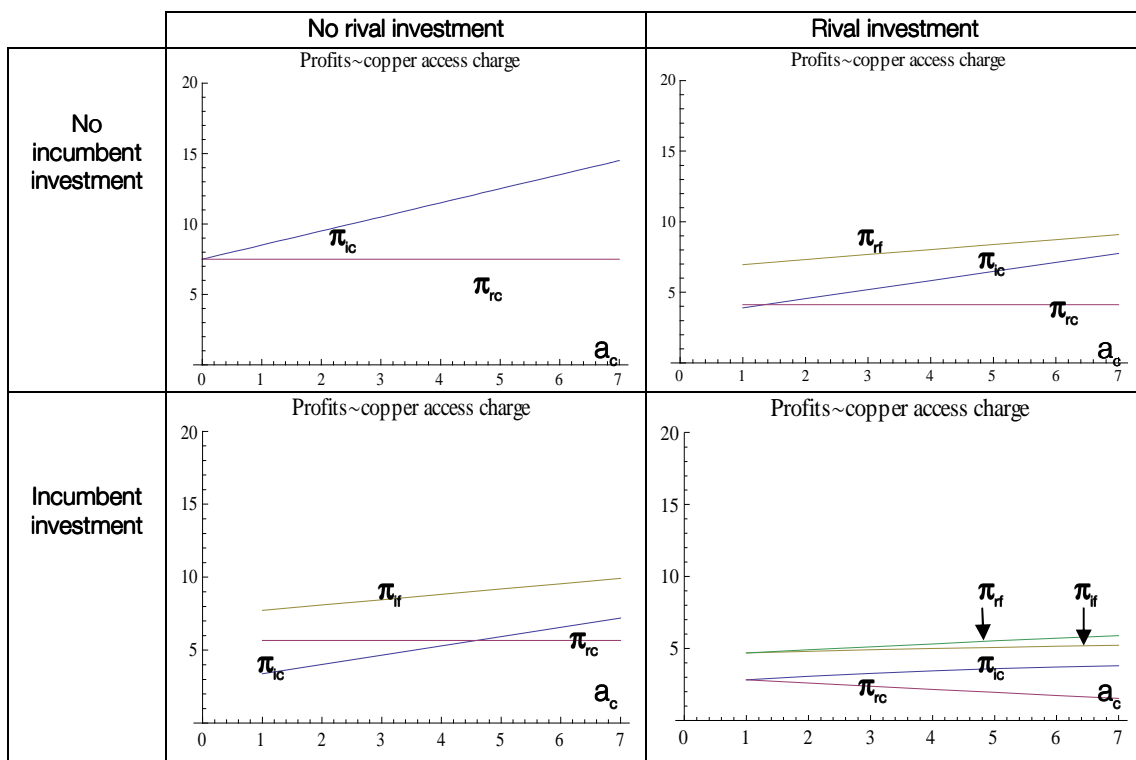 No rival investment
Rival investment
No
incumbent
investment
Profits~copper access charge
20
15
10
5
π_ic
π_rc
a_c
0 1 2 3 4 5 6 7
Profits~copper access charge
20
15
10
5
π_rf
π_ic
π_rc
a_c
0 1 2 3 4 5 6 7
Incumbent
investment
Profits~copper access charge
20
15
10
5
π_if
π_rc
π_ic
a_c
0 1 2 3 4 5 6 7
Profits~copper access charge
20
15
10
5
π_rf π_if
π_ic
π_rc
a_c
0 1 2 3 4 5 6 7